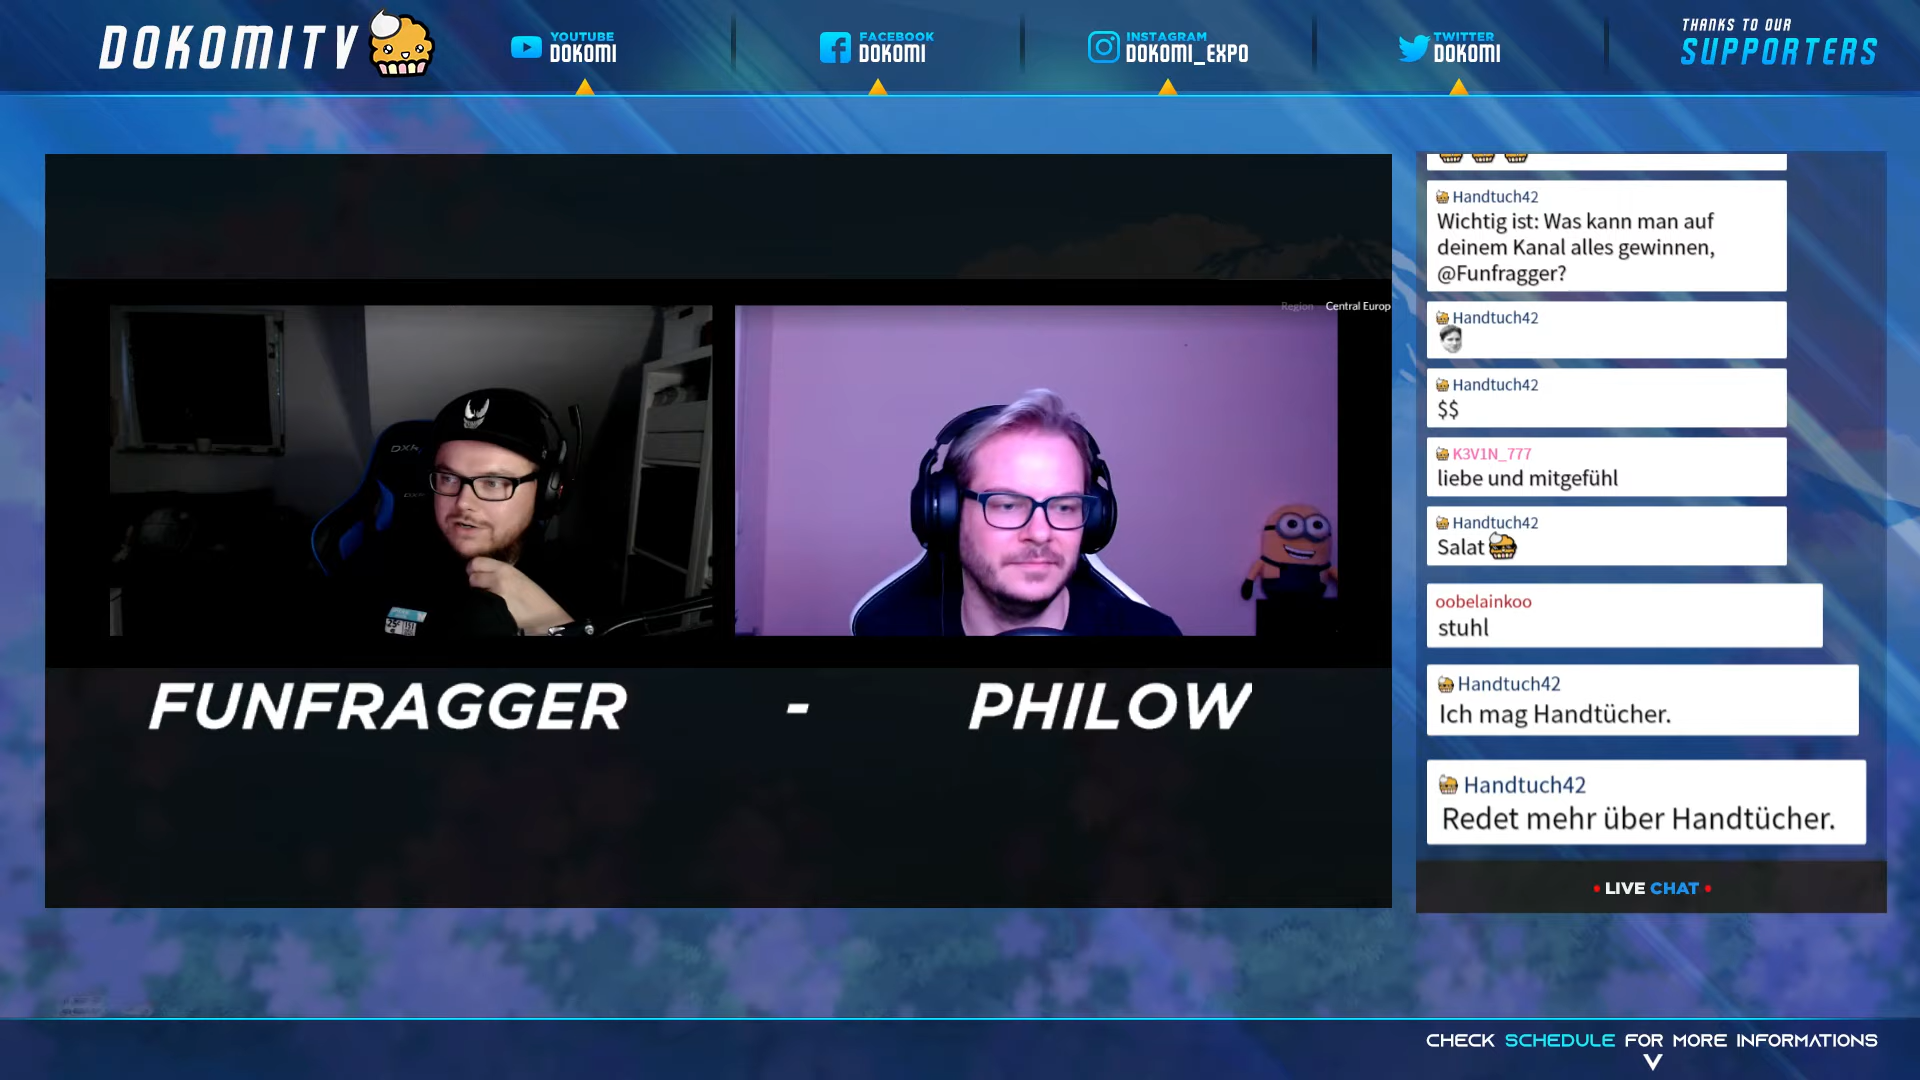 DOKOMITV
YOUTUBE
DOKOMI
FACEBOOK
DOKOMI
INSTAGRAM
DOKOMI_EXPO
TWITTER
DOKOMI
THANKS TO OUR
SUPPORTERS
Region Central Europ
DXR
FUNFRAGGER - PHILOW
Handtuch42
Wichtig ist: Was kann man auf
deinem Kanal alles gewinnen,
@Funfragger?
Handtuch42
Handtuch42
$$
K3V1N_777
liebe und mitgefühl
Handtuch42
Salat
oobelainkoo
stuhl
Handtuch42
Ich mag Handtücher.
Handtuch42
Redet mehr über Handtücher.
• LIVE CHAT •
CHECK SCHEDULE FOR MORE INFORMATIONS